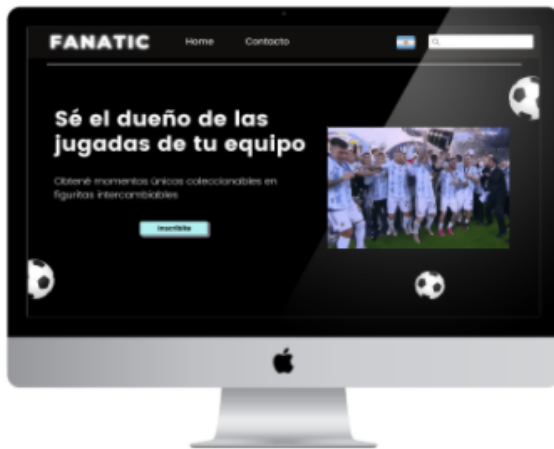 FANATIC
Home
Contacto
Sé el dueño de las
jugadas de tu equipo
Obtené momentos únicos coleccionables en
figuritas intercambiables
Inscribite